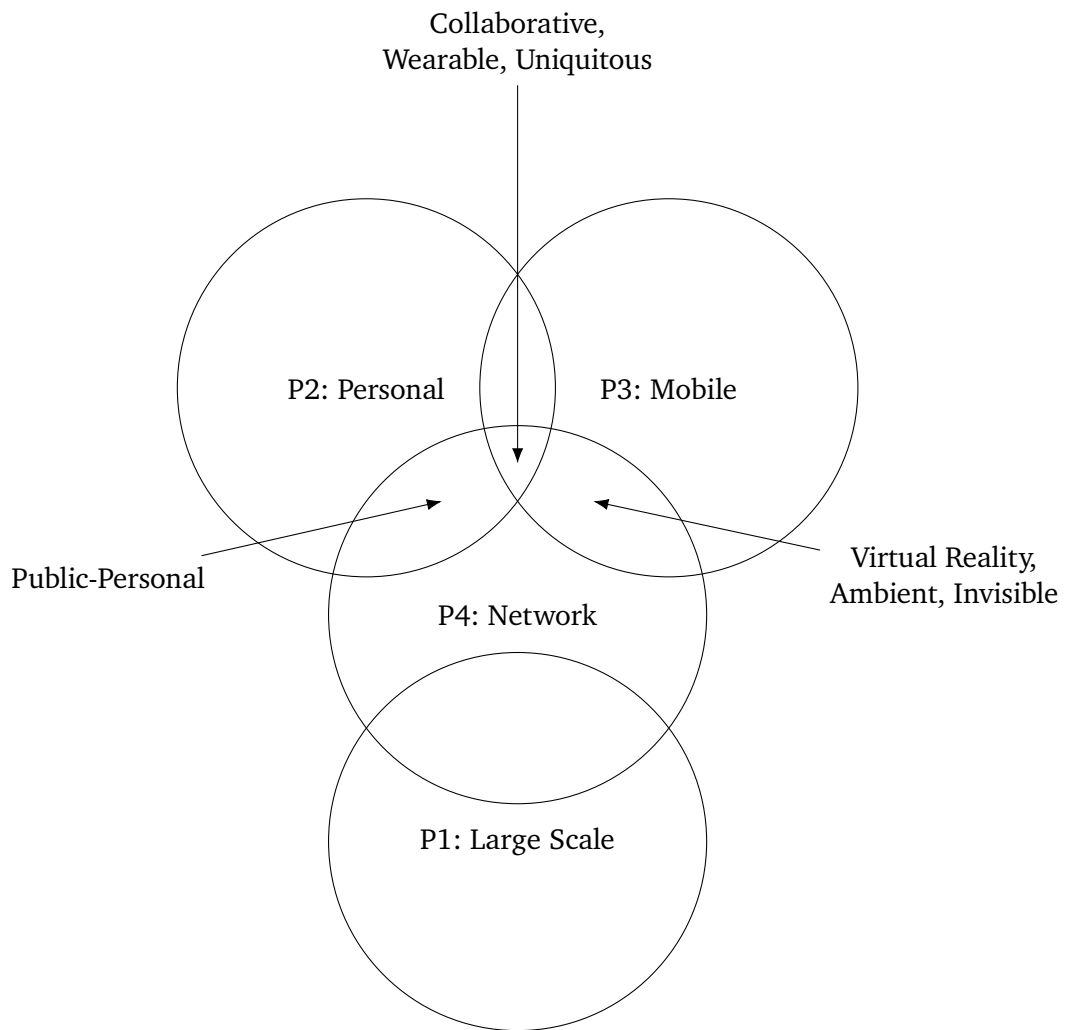 Collaborative,
Wearable, Uniquitous
P2: Personal
P3: Mobile
Public-Personal
Virtual Reality,
Ambient, Invisible
P4: Network
P1: Large Scale